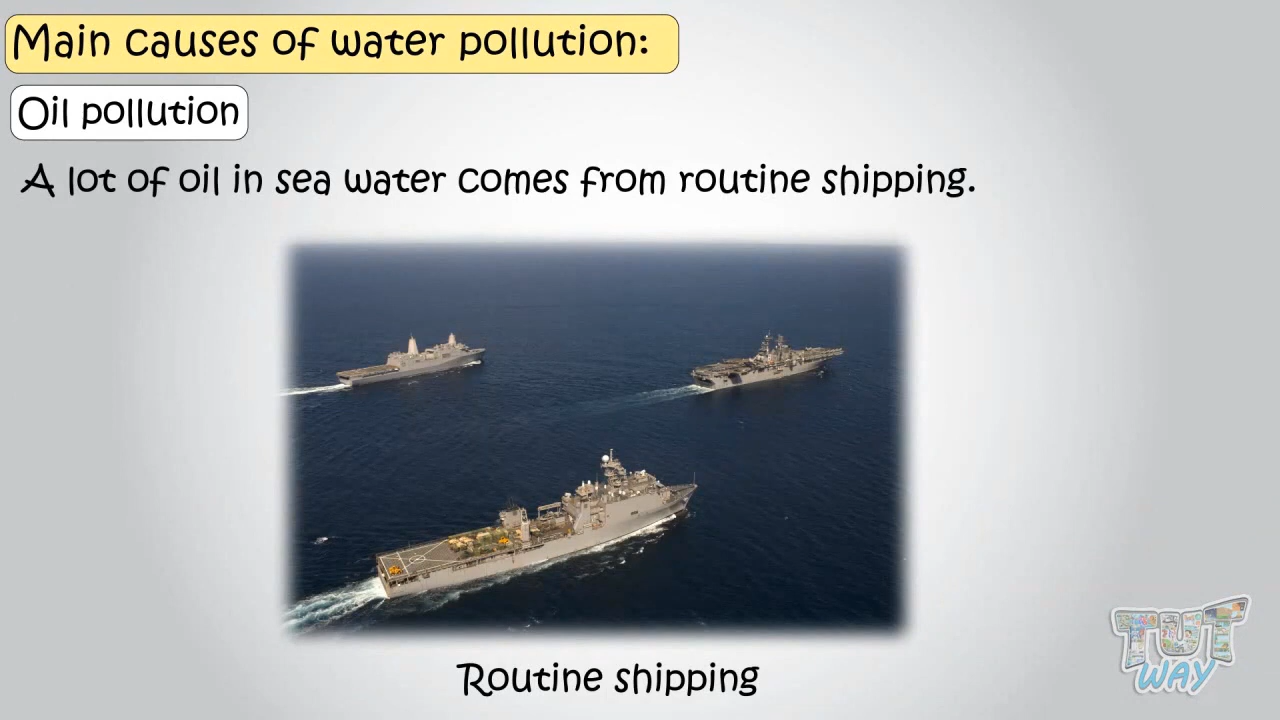 Main causes of water pollution:
Oil pollution
A lot of oil in sea water comes from routine shipping.
Routine shipping
TUT
WAY